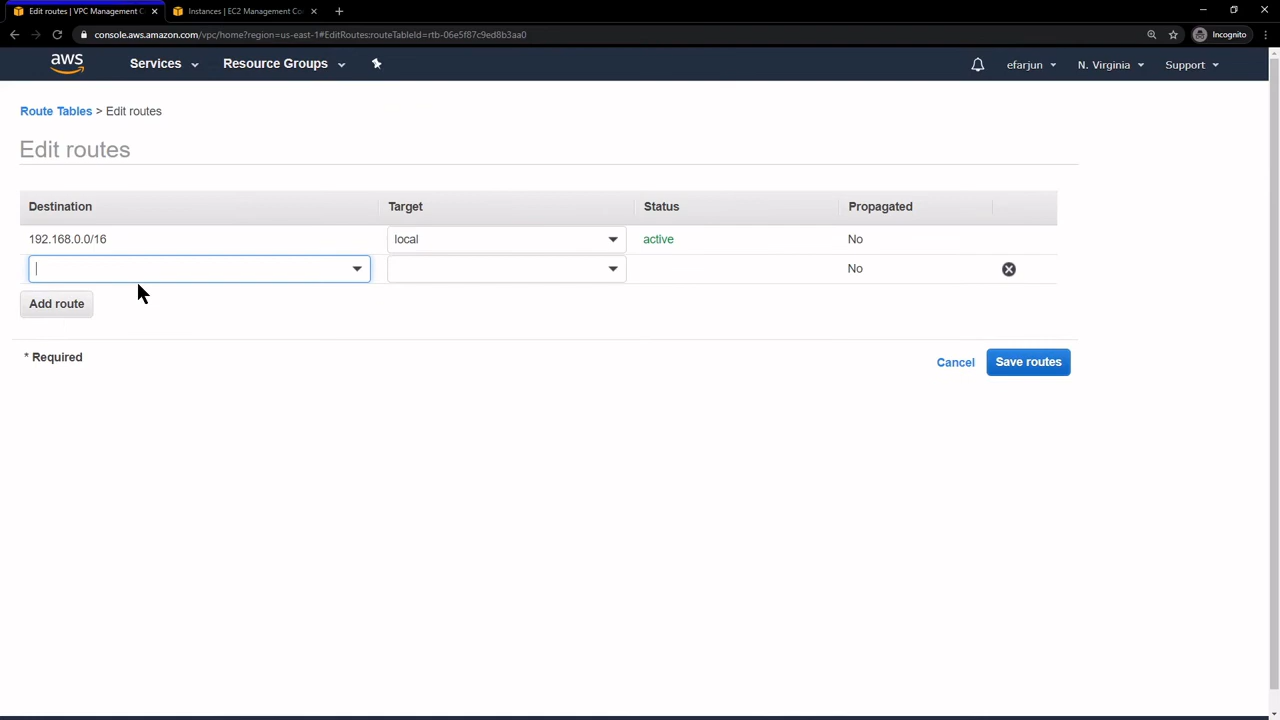 Edit routes | VPC Management C
Instances | EC2 Management Co
console.aws.amazon.com/vpc/home?region=us-east-1#EditRoutes:routeTableId=rtb-06e5f87c9ed8b3aa0
Incognito
aws
Services
Resource Groups
efarjun
N. Virginia
Support
Route Tables > Edit routes
Edit routes
Destination Target Status Propagated
192.168.0.0/16 local active No
No
Add route
* Required
Cancel
Save routes